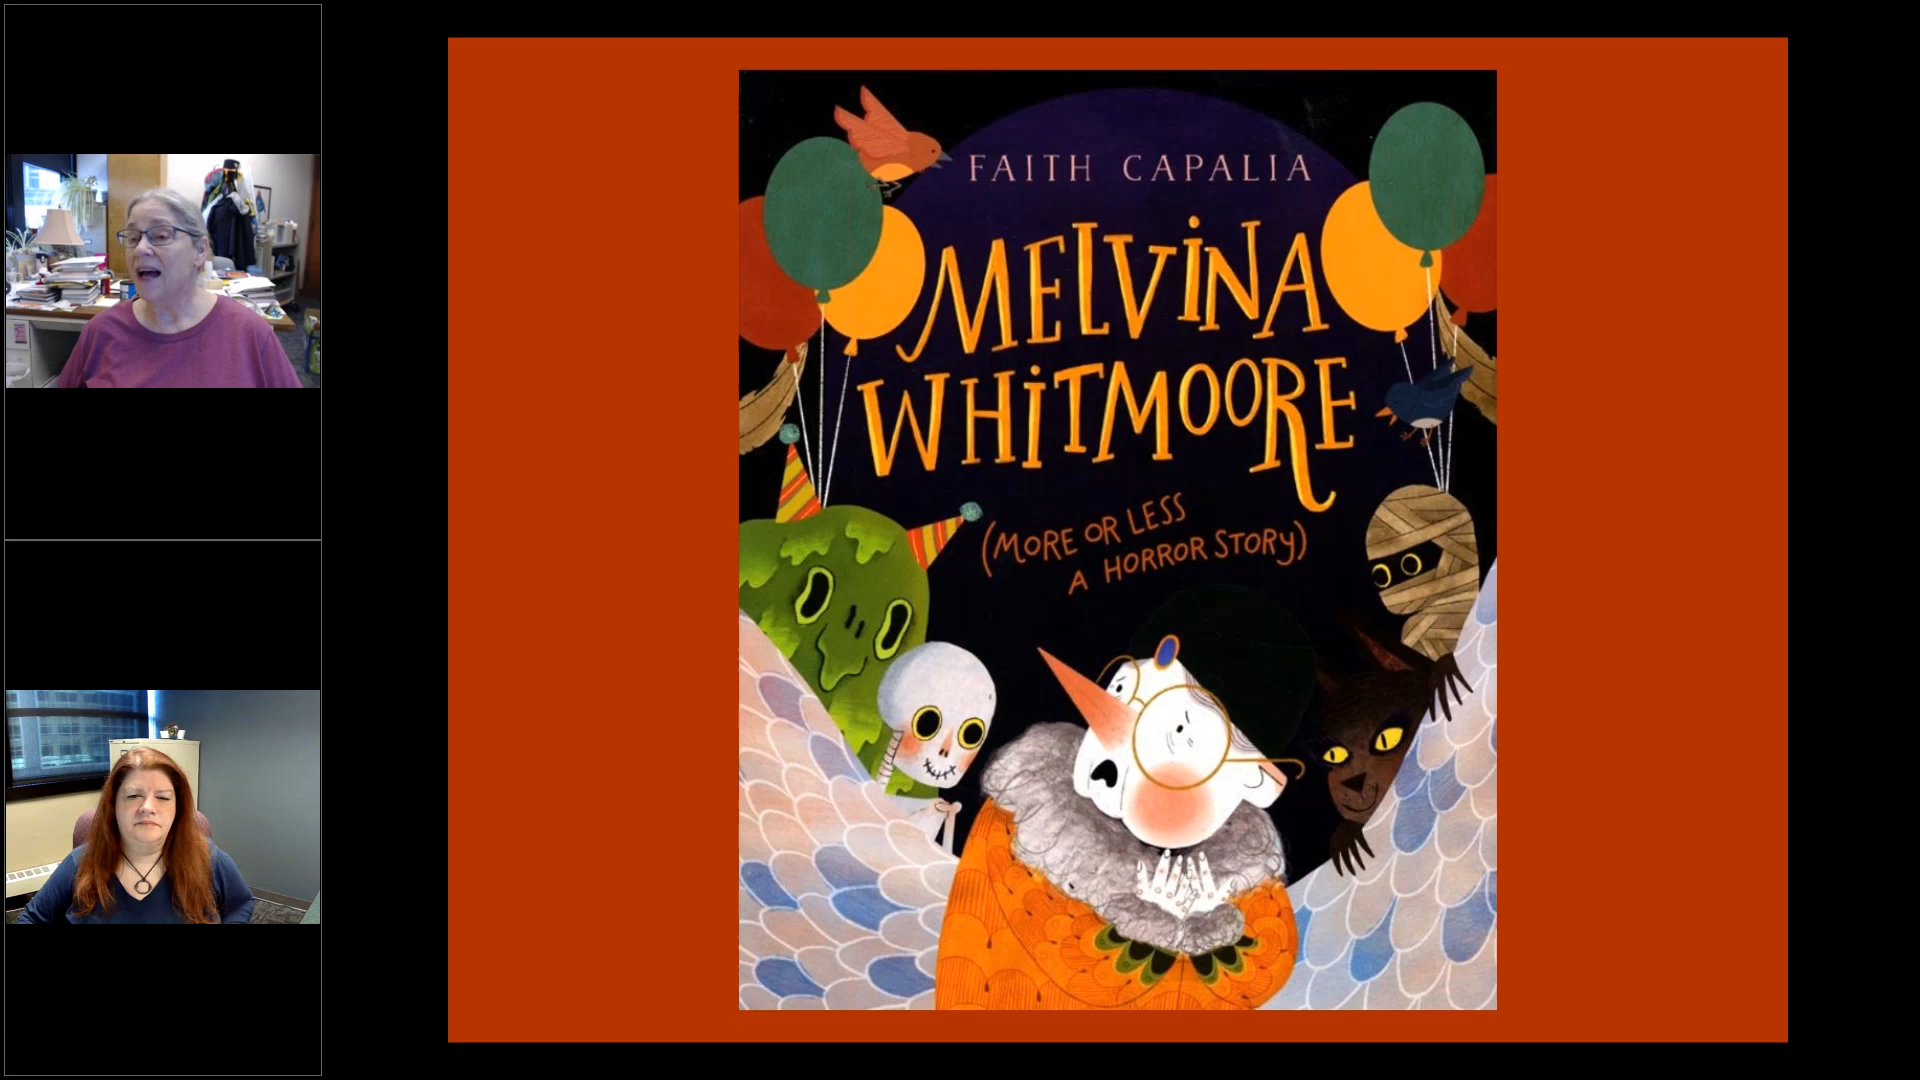 FAITH CAPALIA
MELViNA
WHiTMOORE
(MORE OR LESS
A HORROR STORy)